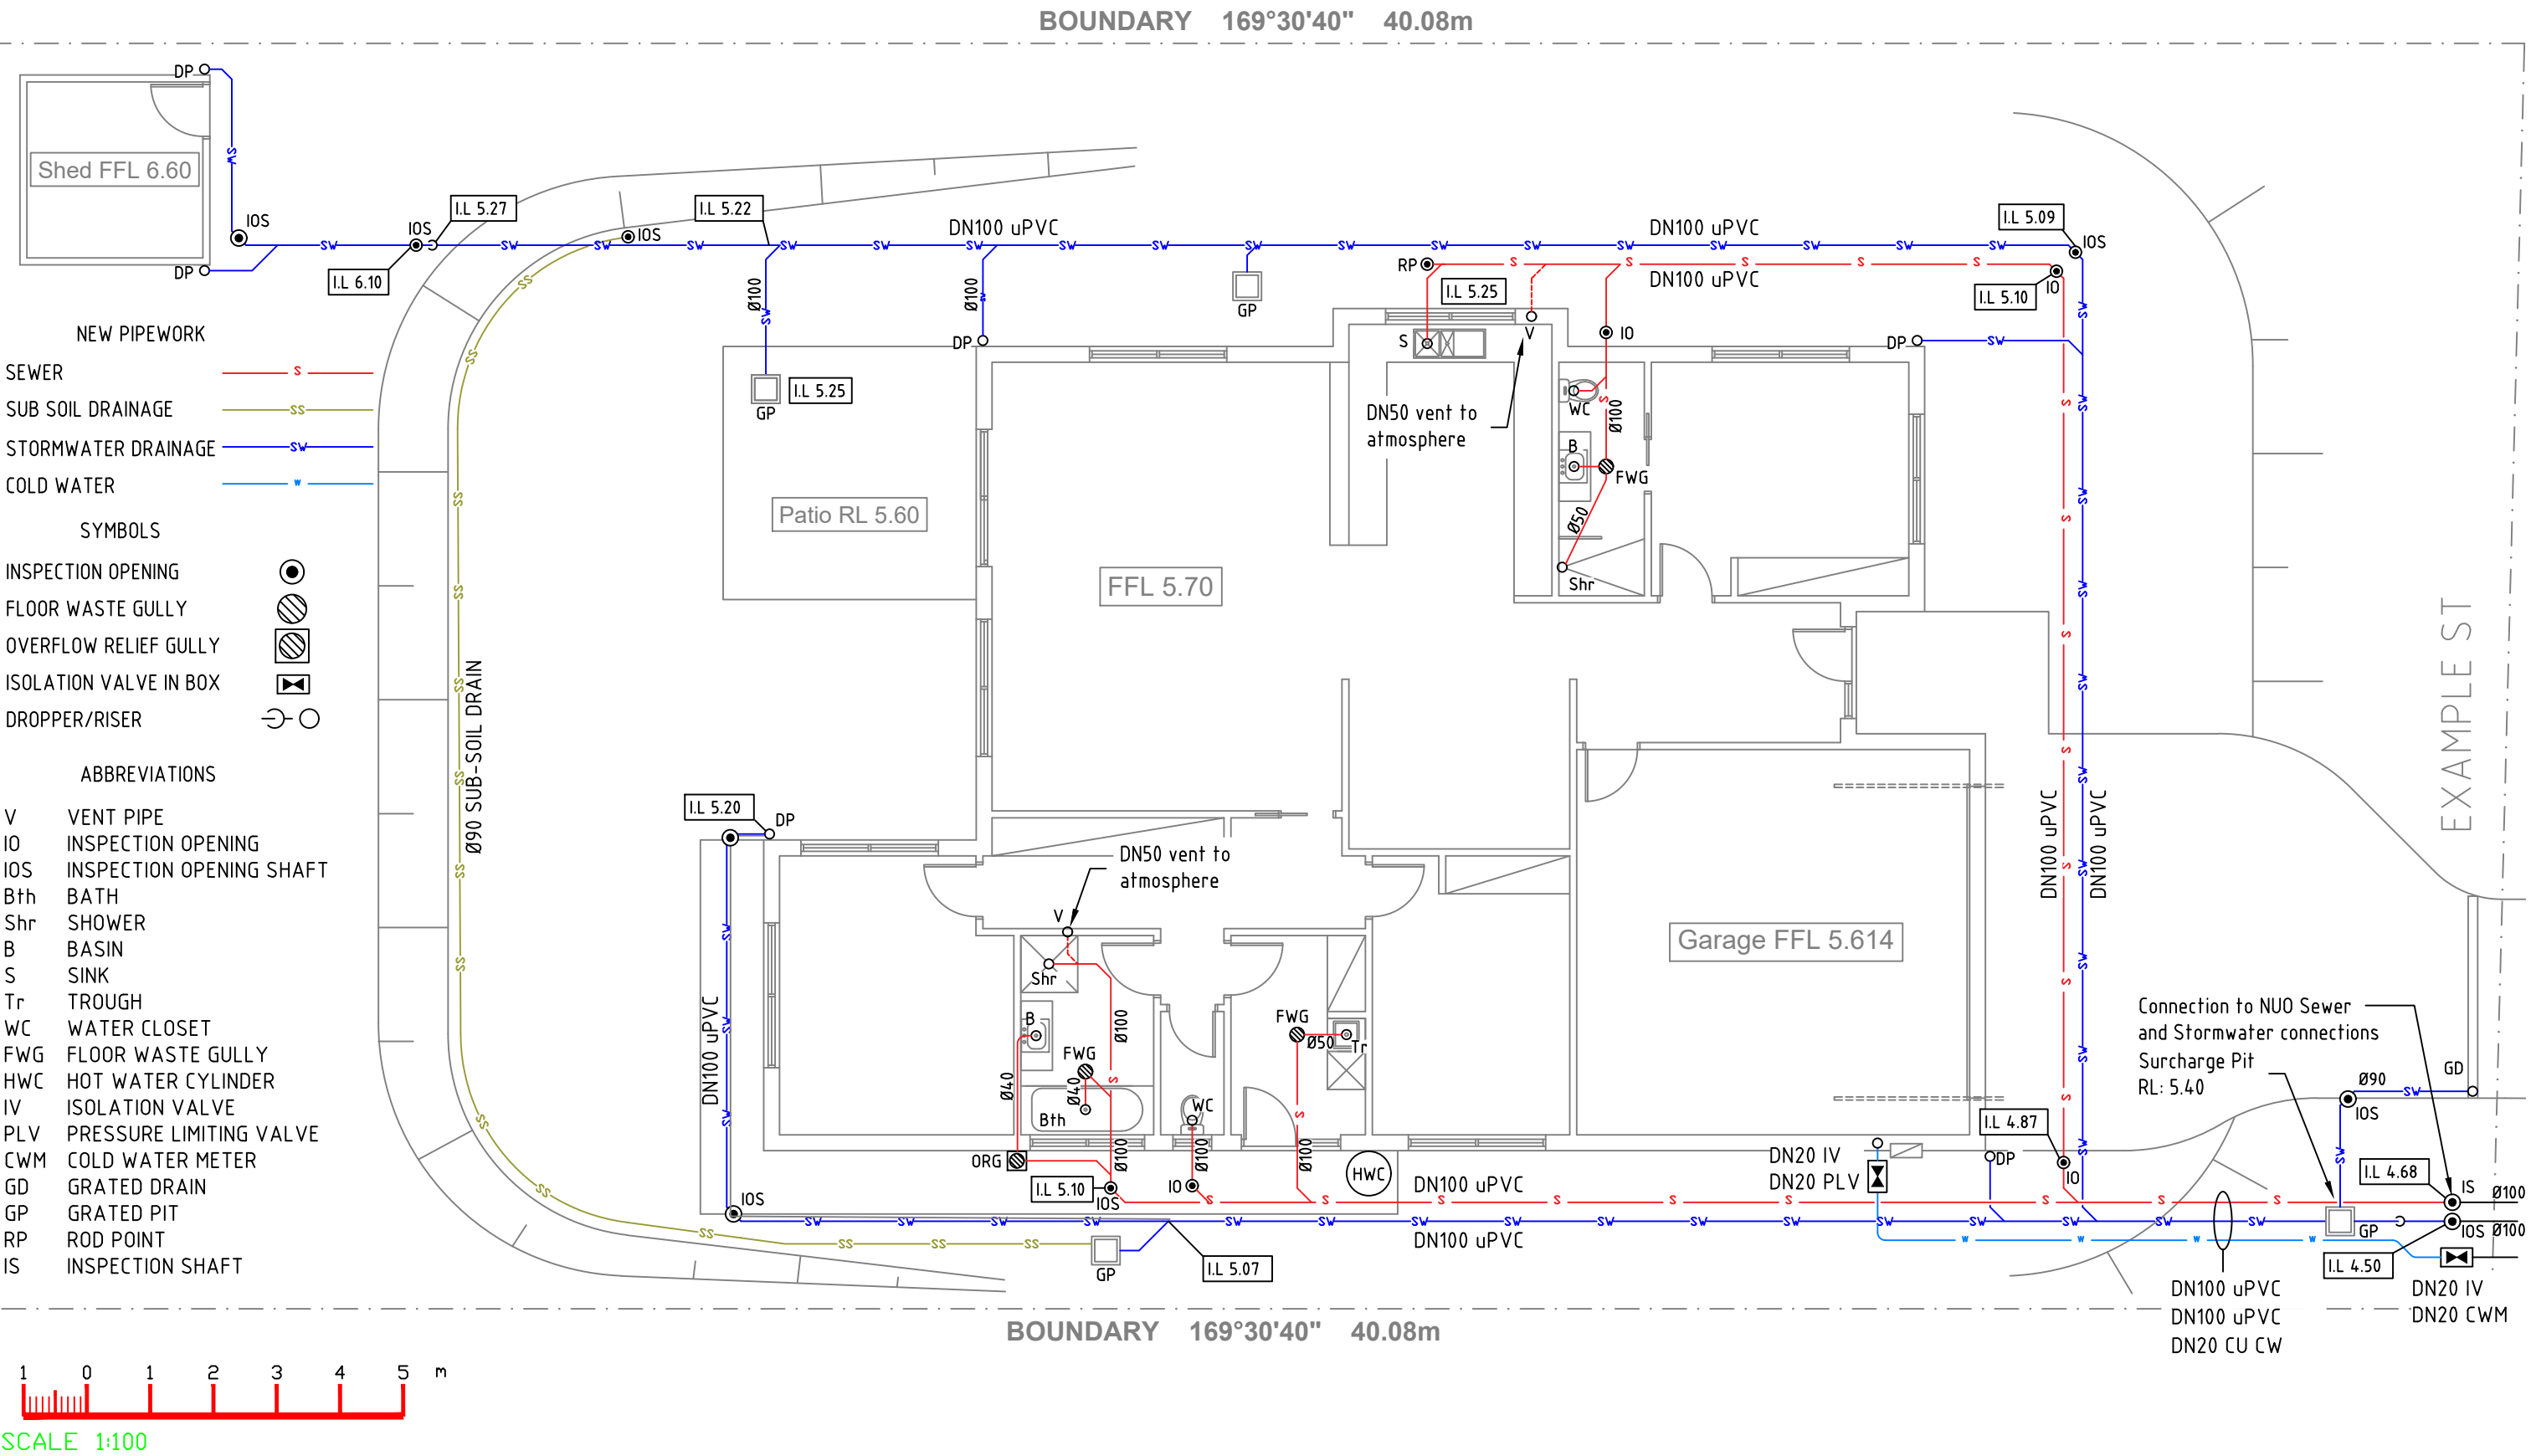 BOUNDARY 169°30'40" 40.08m
DP
SW
Shed FFL 6.60
IOS
DP
IOS
I.L 5.27
I.L 6.10
IOS
I.L 5.22
DN100 uPVC
DN100 uPVC
I.L 5.09
IOS
RP
DN100 uPVC
I.L 5.25
I.L 5.10
IO
Ø100
Ø100
GP
DP
S
V
IO
DP
GP
I.L 5.25
DN50 vent to
atmosphere
WC
Ø100
B
FWG
Ø50
Shr
Patio RL 5.60
FFL 5.70
NEW PIPEWORK
SEWER S
SUB SOIL DRAINAGE SS
STORMWATER DRAINAGE SW
COLD WATER W
SYMBOLS
INSPECTION OPENING
FLOOR WASTE GULLY
OVERFLOW RELIEF GULLY
ISOLATION VALVE IN BOX
DROPPER/RISER
ABBREVIATIONS
V VENT PIPE
IO INSPECTION OPENING
IOS INSPECTION OPENING SHAFT
Bth BATH
Shr SHOWER
B BASIN
S SINK
Tr TROUGH
WC WATER CLOSET
FWG FLOOR WASTE GULLY
HWC HOT WATER CYLINDER
IV ISOLATION VALVE
PLV PRESSURE LIMITING VALVE
CWM COLD WATER METER
GD GRATED DRAIN
GP GRATED PIT
RP ROD POINT
IS INSPECTION SHAFT
Ø90 SUB-SOIL DRAIN
EXAMPLE ST
I.L 5.20
DP
DN100 uPVC
DN50 vent to
atmosphere
V
Shr
B
FWG
Ø100
Ø40
Ø40
Bth
WC
FWG
Ø50
Tr
Garage FFL 5.614
DN100 uPVC
DN100 uPVC
Connection to NUO Sewer
and Stormwater connections
Surcharge Pit
RL: 5.40
GD
Ø90
IOS
ORG
Ø100
Ø100
Ø100
HWC
I.L 5.10
IOS
IO
DN100 uPVC
DN20 IV
DN20 PLV
DP
I.L 4.87
IO
I.L 4.68
IS
Ø100
IOS
GP
I.L 5.07
DN100 uPVC
GP
IOS
Ø100
I.L 4.50
DN100 uPVC
DN100 uPVC
DN20 CU CW
DN20 IV
DN20 CWM
BOUNDARY 169°30'40" 40.08m
1 0 1 2 3 4 5 m
SCALE 1:100